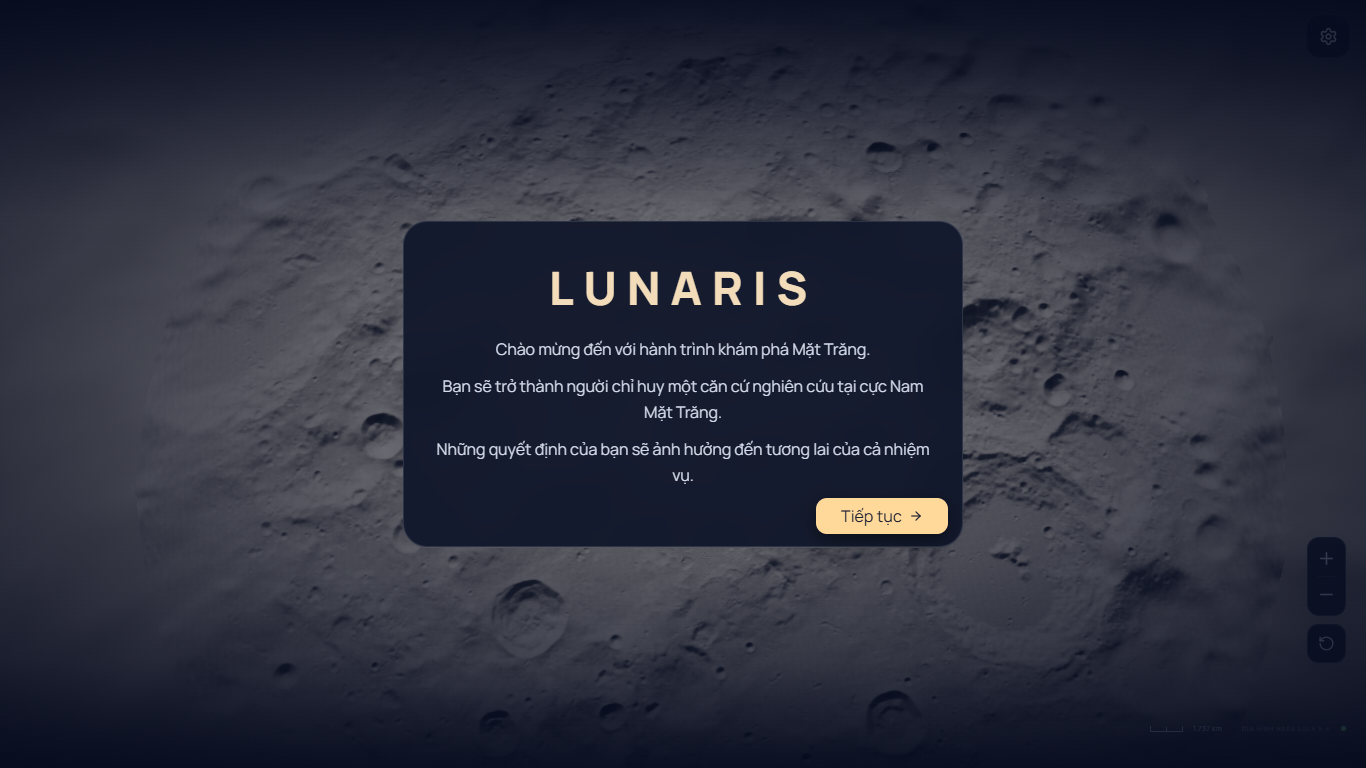 LUNARIS
Chào mừng đến với hành trình khám phá Mặt Trăng.
Bạn sẽ trở thành người chỉ huy một căn cứ nghiên cứu tại cực Nam
Mặt Trăng.
Những quyết định của bạn sẽ ảnh hưởng đến tương lai của cả nhiệm
vụ.
Tiếp tục →